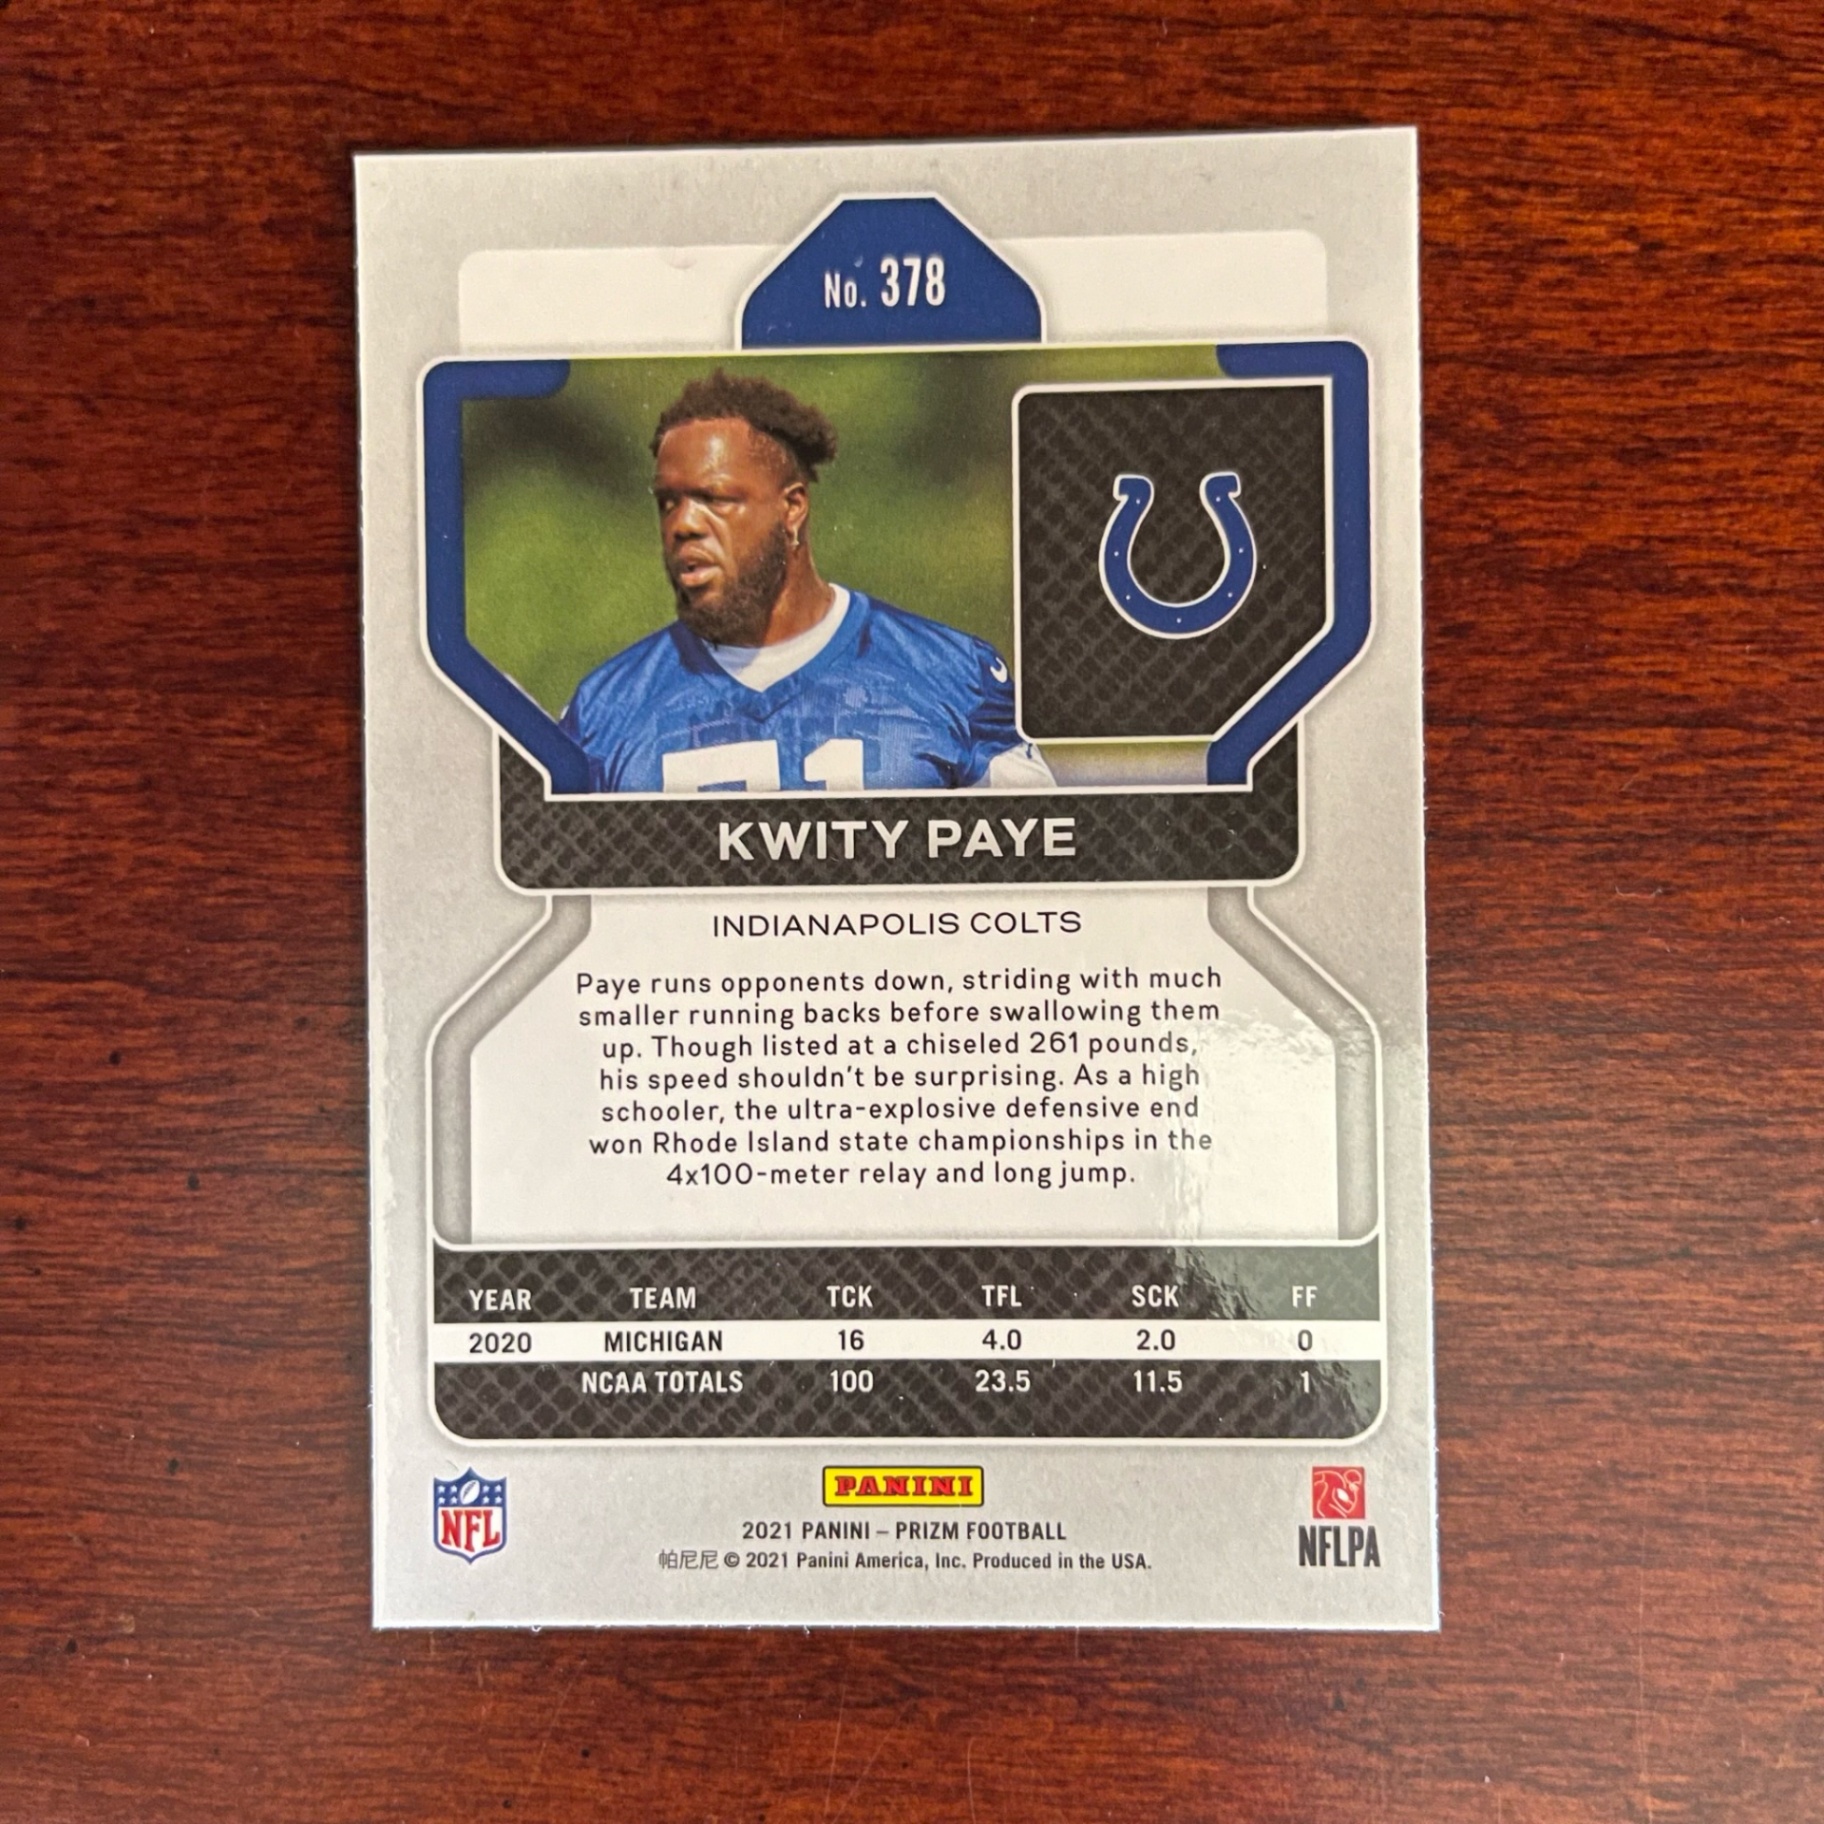 No. 378
71
KWITY PAYE
INDIANAPOLIS COLTS
Paye runs opponents down, striding with much
smaller running backs before swallowing them
up. Though listed at a chiseled 261 pounds,
his speed shouldn't be surprising. As a high
schooler, the ultra-explosive defensive end
won Rhode Island state championships in the
4x100-meter relay and long jump.
YEAR TEAM TCK TFL SCK FF
2020 MICHIGAN 16 4.0 2.0 0
NCAA TOTALS 100 23.5 11.5 1
NFL
PANINI
2021 PANINI – PRIZM FOOTBALL
帕尼尼 © 2021 Panini America, Inc. Produced in the USA.
NFLPA